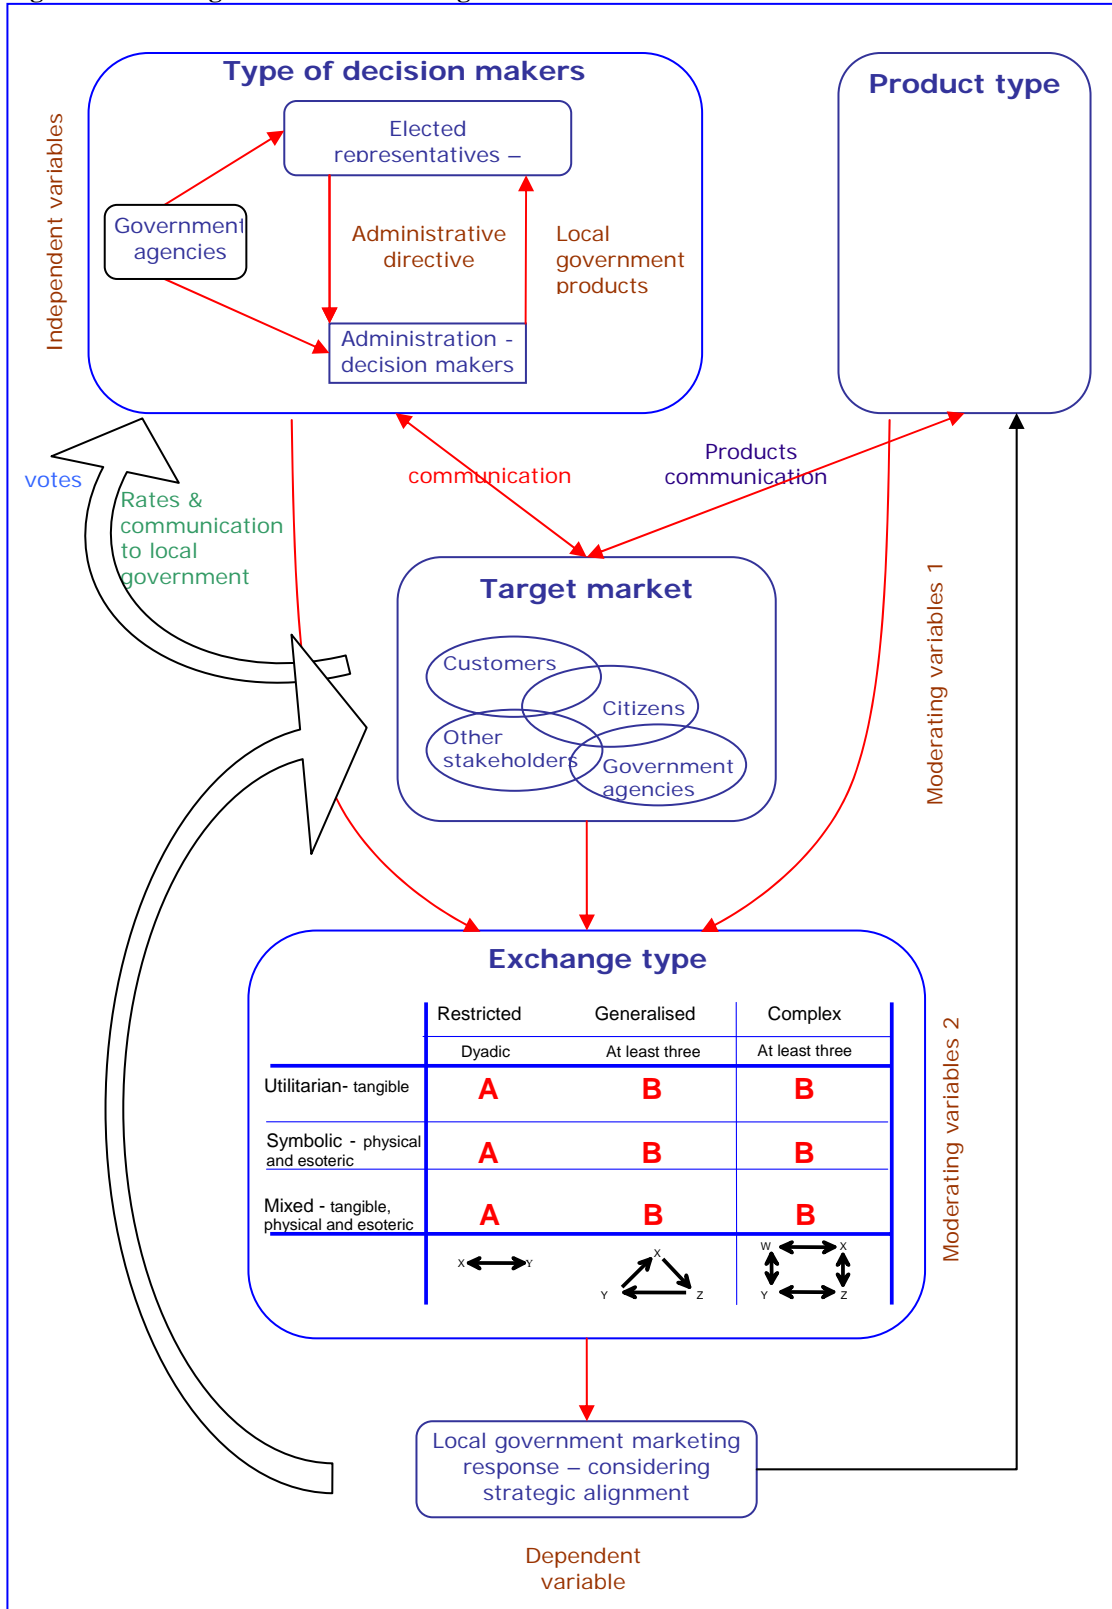 Type of decision makers
Product type
Independent variables
Elected
representatives –
Government
agencies
Administrative
directive
Local
government
products
Administration -
decision makers
votes
Rates &
communication
to local
government
communication
Products
communication
Target market
Customers
Citizens
Other
stakeholders
Government
agencies
Moderating variables 1
Exchange type
Restricted Generalised Complex
Dyadic At least three At least three
Utilitarian- tangible A B B
Symbolic - physical
and esoteric A B B
Mixed - tangible,
physical and esoteric A B B
X Y
X
Y Z
W X
Y Z
Moderating variables 2
Local government marketing
response – considering
strategic alignment
Dependent
variable